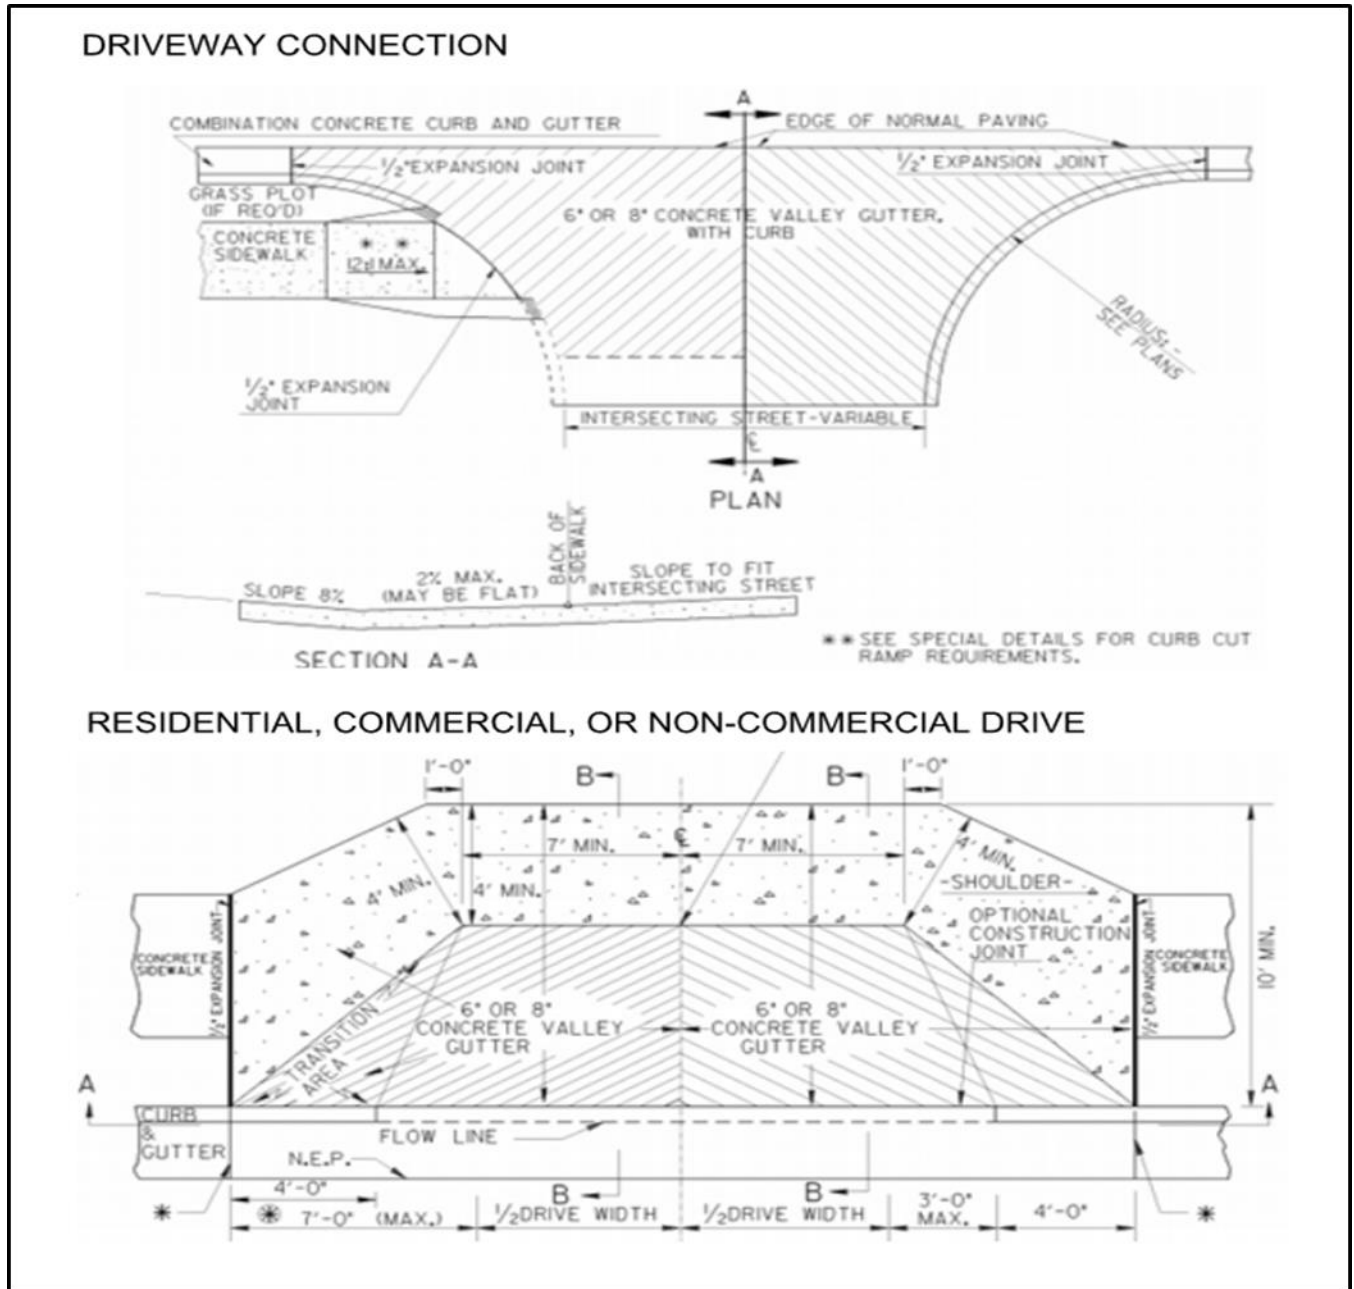 DRIVEWAY CONNECTION
A
COMBINATION CONCRETE CURB AND GUTTER
EDGE OF NORMAL PAVING
1/2" EXPANSION JOINT
1/2" EXPANSION JOINT
GRASS PLOT
(IF REQ'D)
6" OR 8" CONCRETE VALLEY GUTTER.
WITH CURB
CONCRETE
SIDEWALK
* *
12:1 MAX.
RADIUS: -
SEE PLANS
1/2" EXPANSION
JOINT
INTERSECTING STREET-VARIABLE
℄
A
PLAN
BACK OF
SIDEWALK
SLOPE 8%
2% MAX.
(MAY BE FLAT)
SLOPE TO FIT
INTERSECTING STREET
SECTION A-A
** SEE SPECIAL DETAILS FOR CURB CUT
RAMP REQUIREMENTS.
RESIDENTIAL, COMMERCIAL, OR NON-COMMERCIAL DRIVE
1'-0"
B
B
1'-0"
℄
7' MIN.
7' MIN.
4' MIN.
4' MIN.
4' MIN.
-SHOULDER-
OPTIONAL
CONSTRUCTION
JOINT
CONCRETE
SIDEWALK
1/2" EXPANSION JOINT
1/2" EXPANSION JOINT
CONCRETE
SIDEWALK
10' MIN.
6" OR 8"
CONCRETE VALLEY
GUTTER
6" OR 8"
CONCRETE VALLEY
GUTTER
TRANSITION
AREA
A
A
CURB
&
GUTTER
FLOW LINE
N.E.P.
4'-0"
B
B
*
7'-0" (MAX.)
1/2 DRIVE WIDTH
1/2 DRIVE WIDTH
3'-0"
MAX.
4'-0"
*